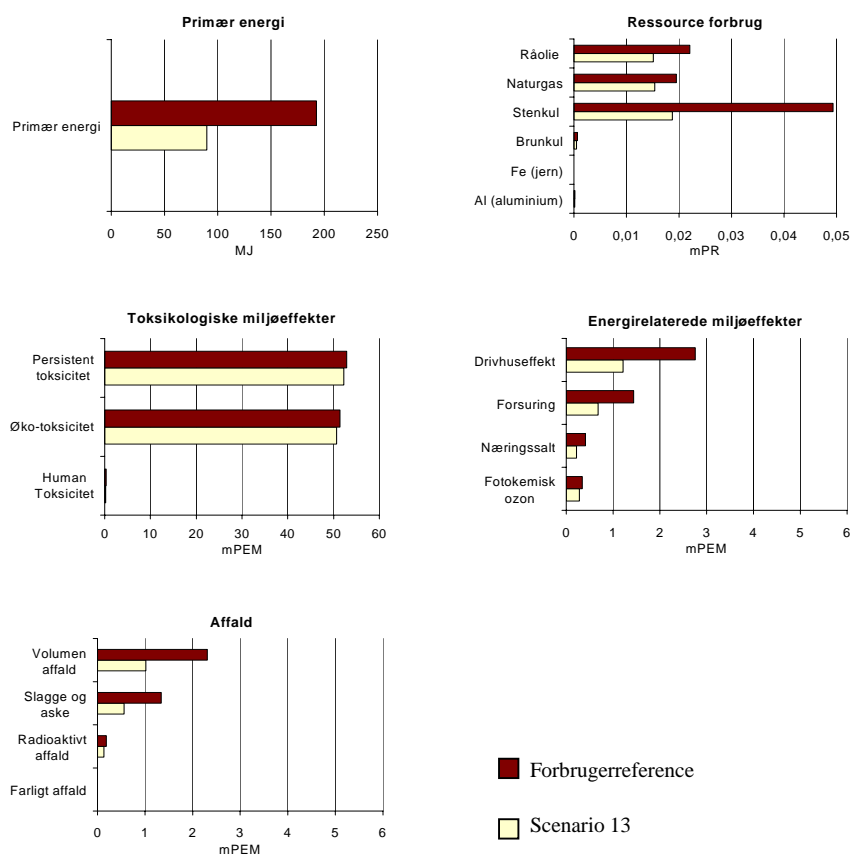 Primær energi
Primær energi
0 50 100 150 200 250
MJ
Ressource forbrug
Råolie
Naturgas
Stenkul
Brunkul
Fe (jern)
Al (aluminium)
0 0,01 0,02 0,03 0,04 0,05
mPR
Toksikologiske miljøeffekter
Persistent
toksicitet
Øko-toksicitet
Human
Toksicitet
0 10 20 30 40 50 60
mPEM
Energirelaterede miljøeffekter
Drivhuseffekt
Forsuring
Næringssalt
Fotokemisk
ozon
0 1 2 3 4 5 6
mPEM
Affald
Volumen
affald
Slagge og
aske
Radioaktivt
affald
Farligt affald
0 1 2 3 4 5 6
mPEM
Forbrugerreference
Scenario 13